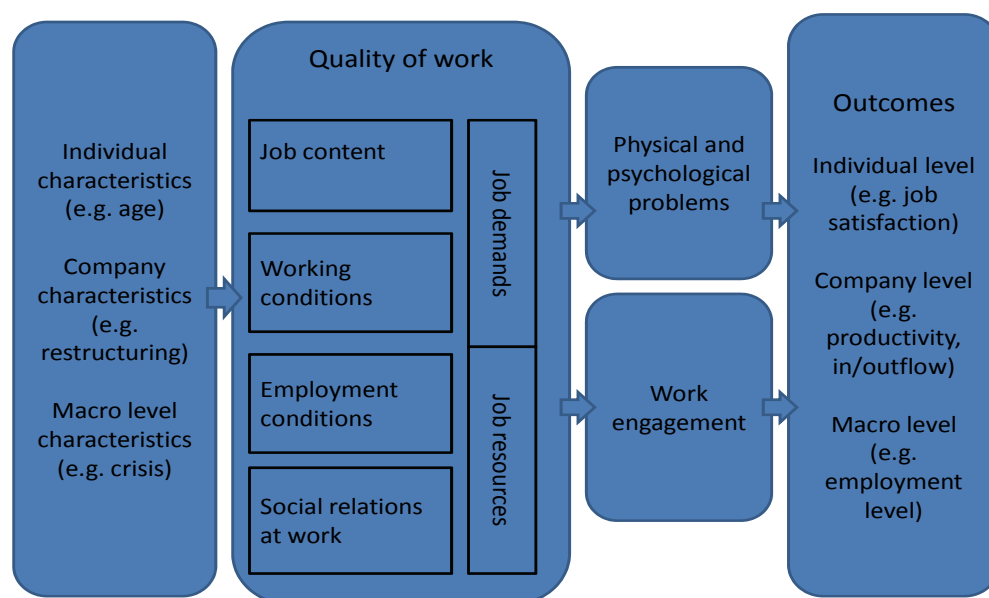 Individual
characteristics
(e.g. age)
Company
characteristics
(e.g.
restructuring)
Macro level
characteristics
(e.g. crisis)
Quality of work
Job content
Working
conditions
Employment
conditions
Social relations
at work
Job demands
Job resources
Physical and
psychological
problems
Work
engagement
Outcomes
Individual level
(e.g. job
satisfaction)
Company level
(e.g.
productivity,
in/outflow)
Macro level
(e.g.
employment
level)